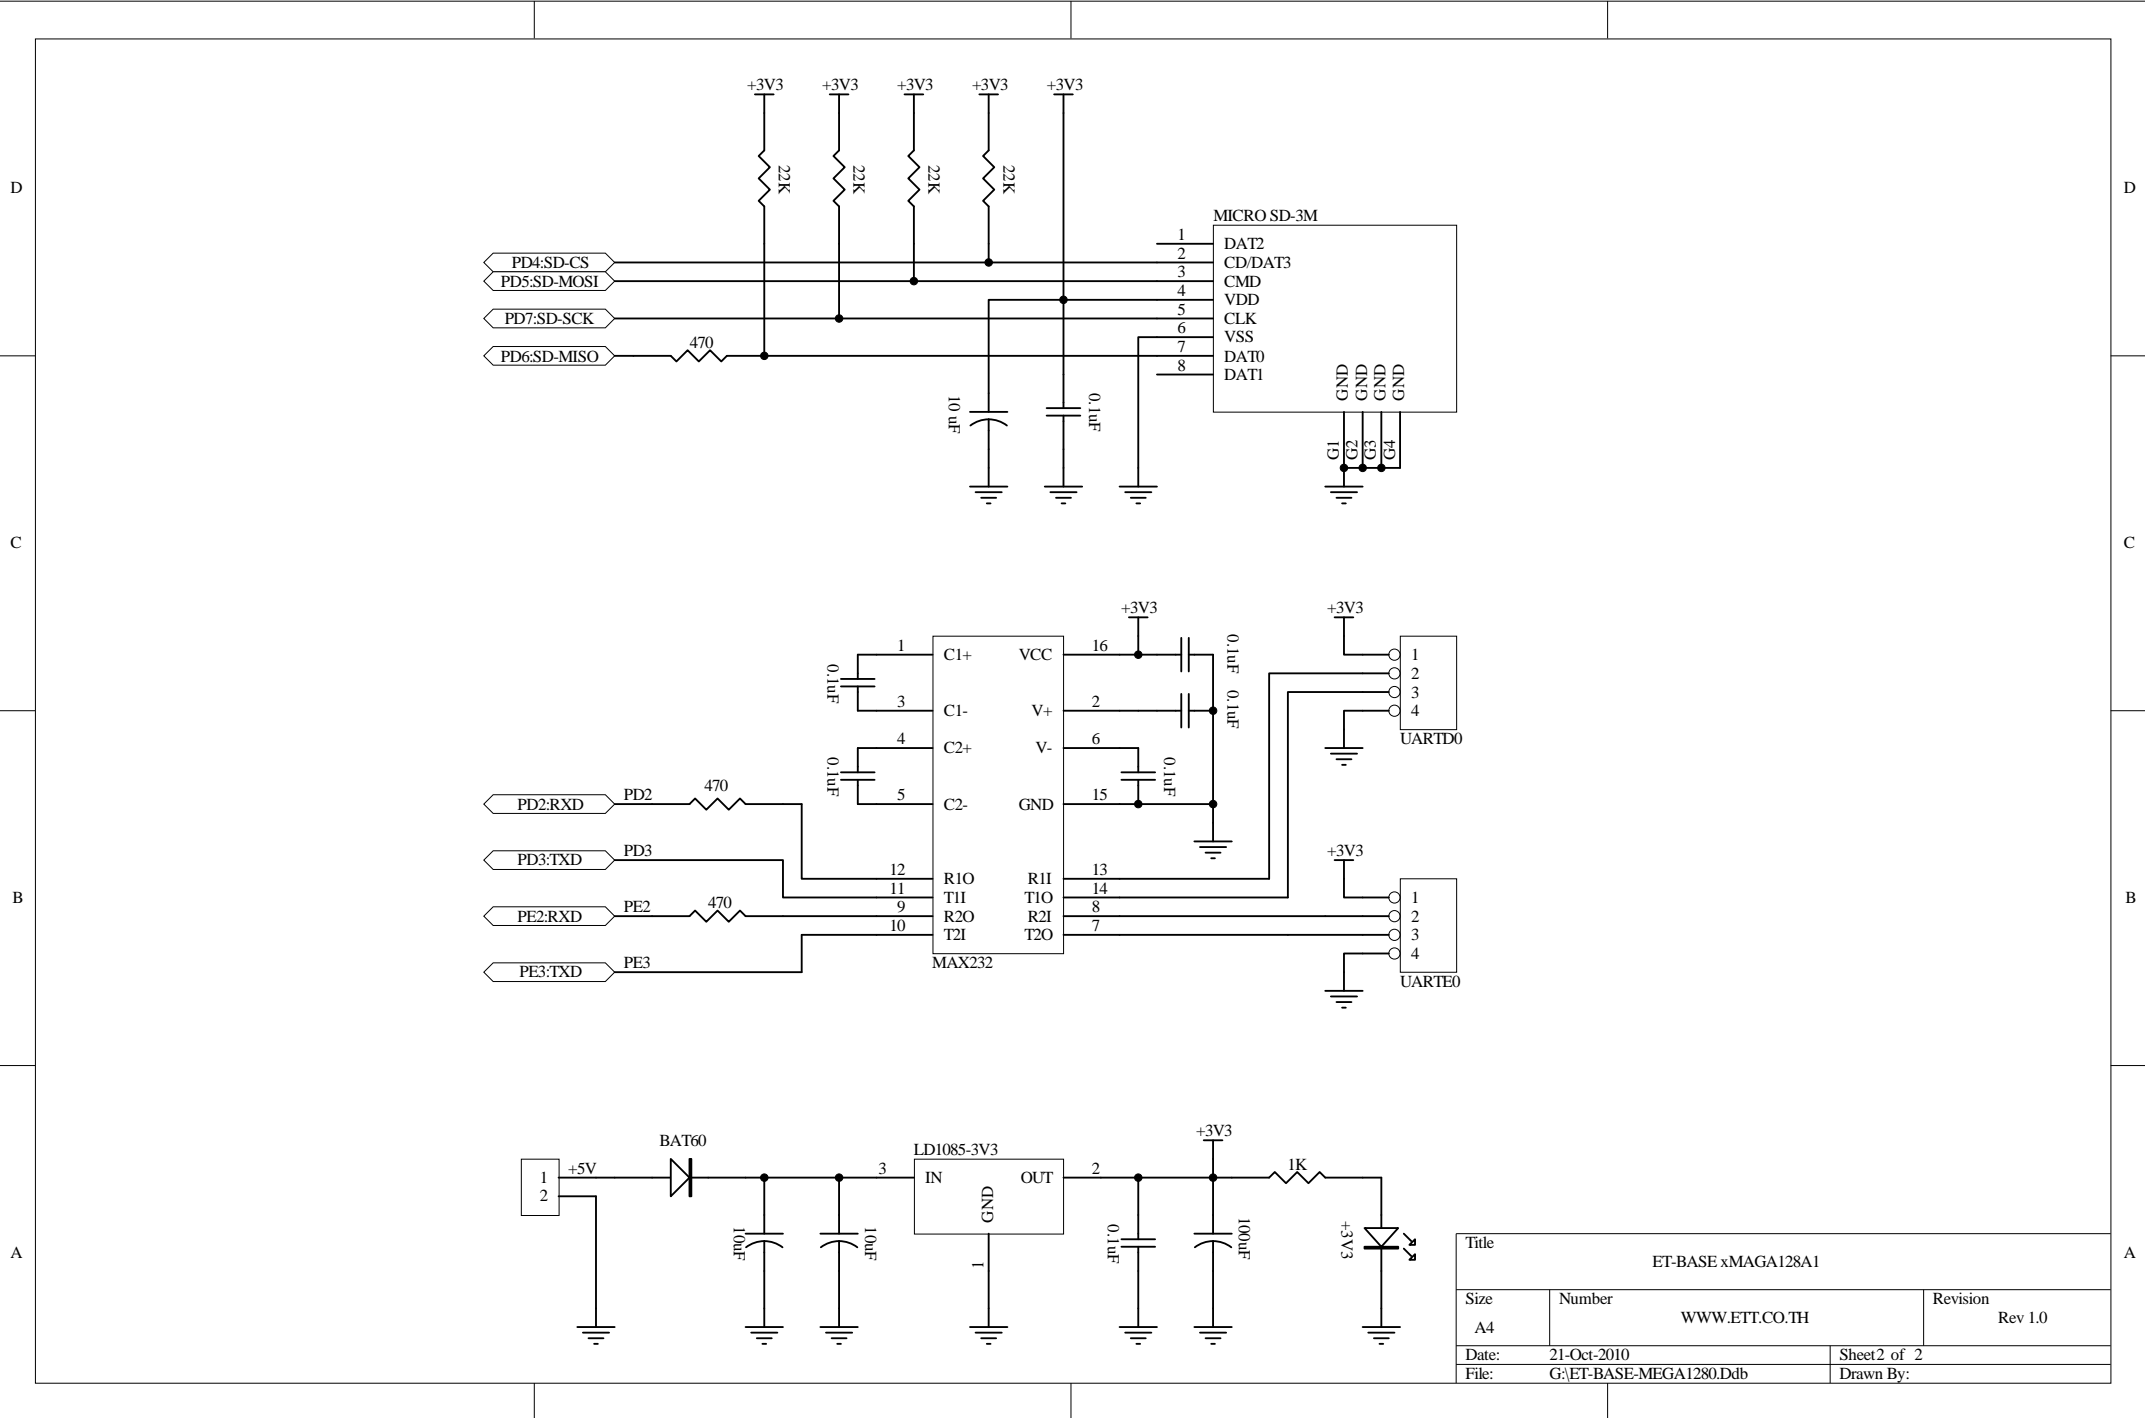 +3V3 +3V3 +3V3 +3V3 +3V3
22K 22K 22K 22K
D D
MICRO SD-3M
1 DAT2
PD4:SD-CS 2 CD/DAT3
PD5:SD-MOSI 3 CMD
4 VDD
PD7:SD-SCK 5 CLK
6 VSS
PD6:SD-MISO 470 7 DAT0
8 DAT1
GND GND GND GND
10 uF 0.1uF
G1 G2 G3 G4
C C
+3V3 +3V3
1 C1+ VCC 16 0.1uF 1
0.1uF 2
3 C1- V+ 2 0.1uF 3
4
4 C2+ V- 6 UARTD0
0.1uF 0.1uF
PD2:RXD PD2 470 5 C2- GND 15
PD3:TXD PD3 +3V3
12 R1O R1I 13
B 11 T1I T1O 14 1 B
PE2:RXD PE2 470 9 R2O R2I 8 2
10 T2I T2O 7 3
4
PE3:TXD PE3 MAX232
UARTE0
BAT60 LD1085-3V3 +3V3
1 +5V 3 IN OUT 2 1K
2 GND
10uF 10uF 1 0.1uF 100uF +3V3
A A
Title
ET-BASE xMAGA128A1
Size Number Revision
A4 WWW.ETT.CO.TH Rev 1.0
Date: 21-Oct-2010 Sheet2 of 2
File: G:\ET-BASE-MEGA1280.Ddb Drawn By: